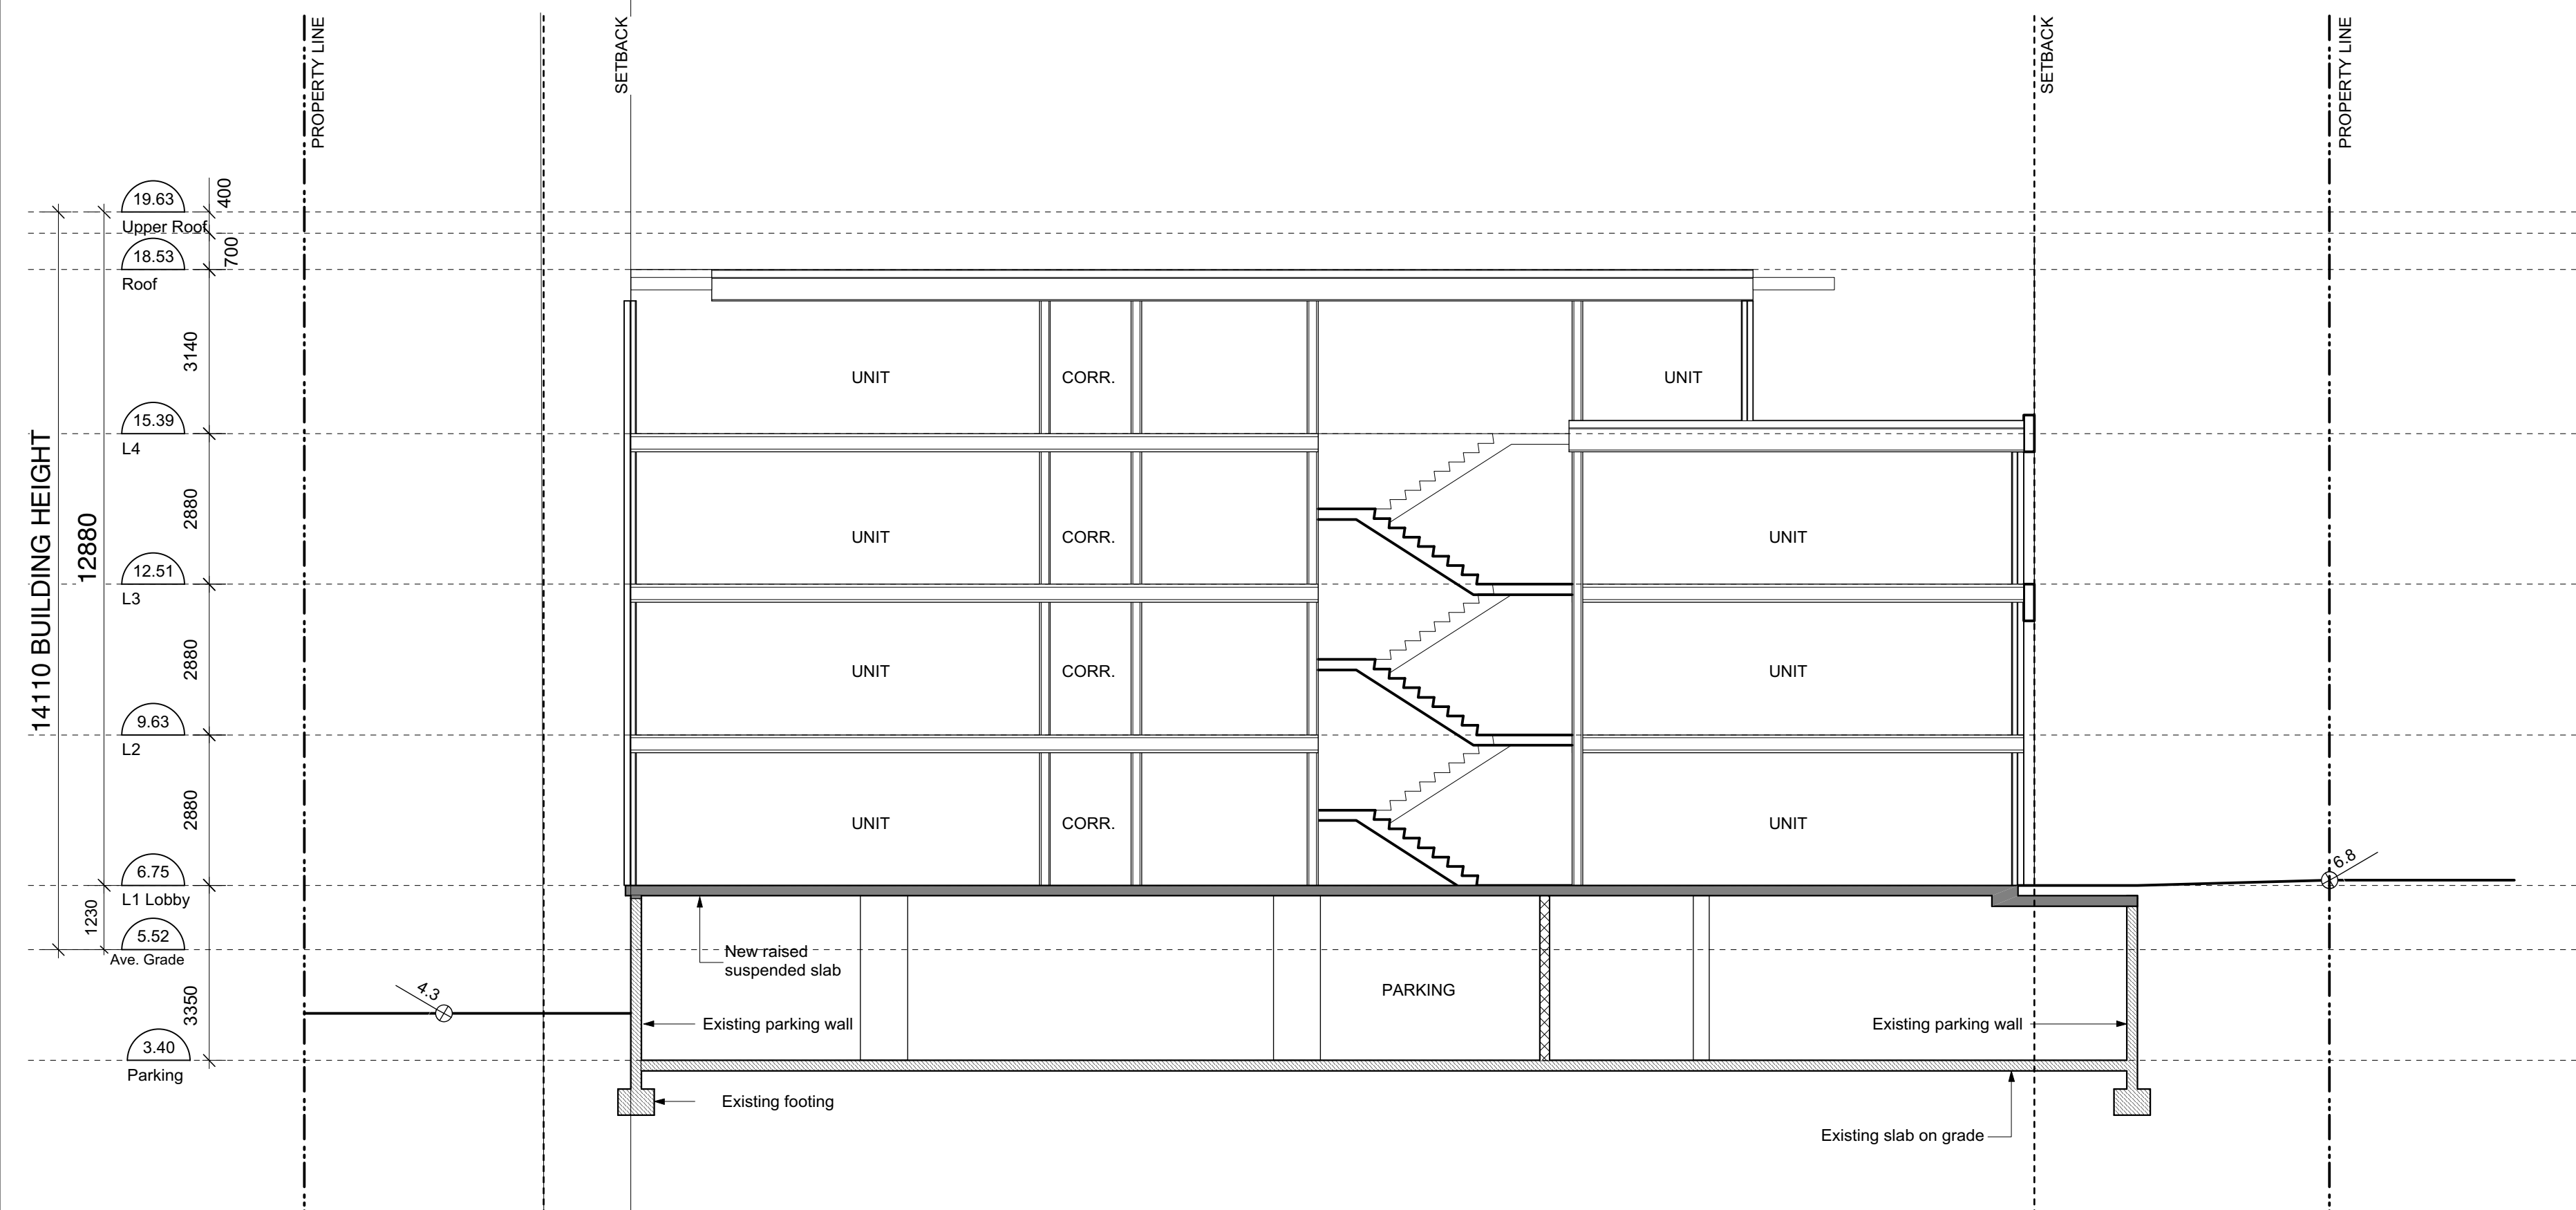 PROPERTY LINE
SETBACK
SETBACK
PROPERTY LINE
19.63
Upper Roof
400
700
18.53
Roof
3140
UNIT
CORR.
UNIT
15.39
L4
14110 BUILDING HEIGHT
12880
2880
UNIT
CORR.
UNIT
12.51
L3
2880
UNIT
CORR.
UNIT
9.63
L2
2880
UNIT
CORR.
UNIT
6.75
L1 Lobby
6.8
1230
5.52
Ave. Grade
New raised
suspended slab
4.3
3350
PARKING
Existing parking wall
Existing parking wall
3.40
Parking
Existing footing
Existing slab on grade